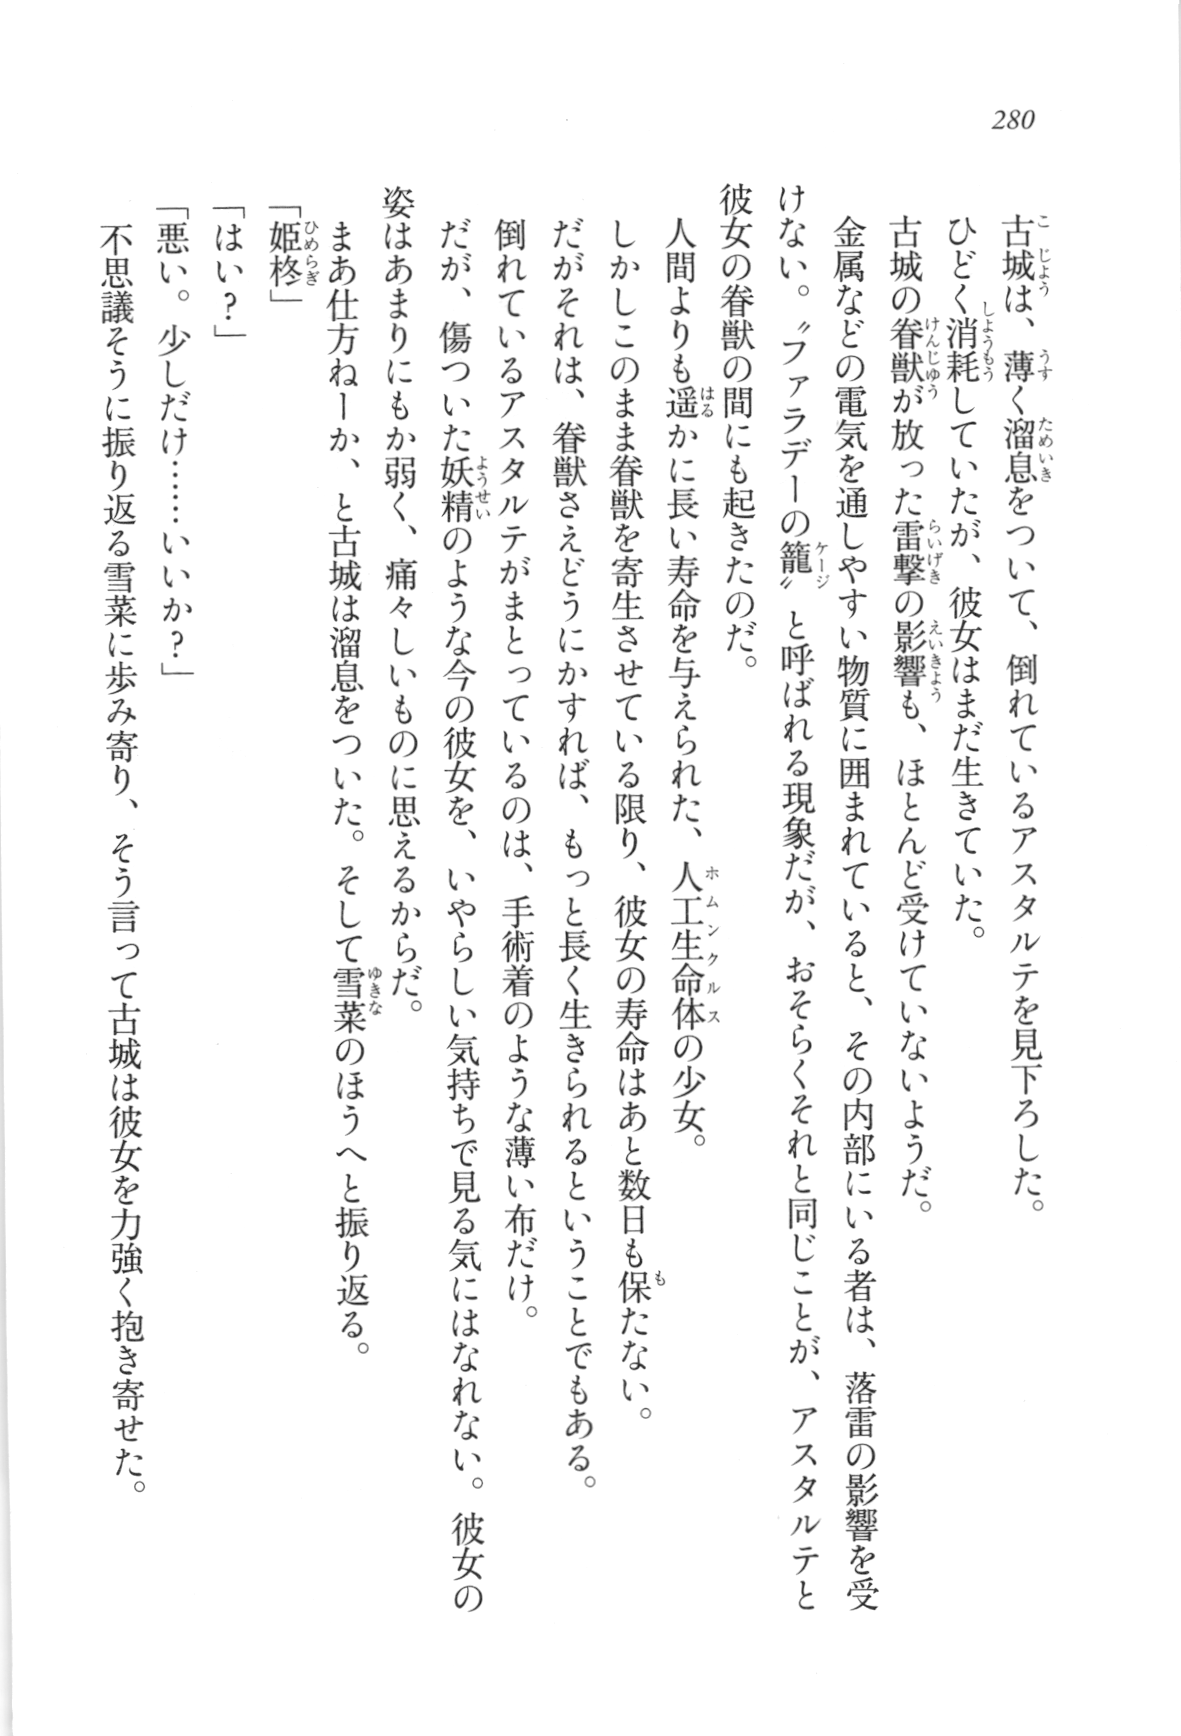 280
古城は、薄く溜息をついて、倒れているアスタルテを見下ろした。
ひどく消耗していたが、彼女はまだ生きていた。
古城の眷獣が放った雷撃の影響も、ほとんど受けていないようだ。
金属などの電気を通しやすい物質に囲まれていると、その内部にいる者は、落雷の影響を受
けない。〝ファラデーの籠〟と呼ばれる現象だが、おそらくそれと同じことが、アスタルテと
彼女の眷獣の間にも起きたのだ。
人間よりも遥かに長い寿命を与えられた、人工生命体の少女。
しかしこのまま眷獣を寄生させている限り、彼女の寿命はあと数日も保たない。
だがそれは、眷獣さえどうにかすれば、もっと長く生きられるということでもある。
倒れているアスタルテがまとっているのは、手術着のような薄い布だけ。
だが、傷ついた妖精のような今の彼女を、いやらしい気持ちで見る気にはなれない。彼女の
姿はあまりにもか弱く、痛々しいものに思えるからだ。
まあ仕方ねーか、と古城は溜息をついた。そして雪菜のほうへと振り返る。
「姫柊」
「はい？」
「悪い。少しだけ……いいか？」
不思議そうに振り返る雪菜に歩み寄り、そう言って古城は彼女を力強く抱き寄せた。